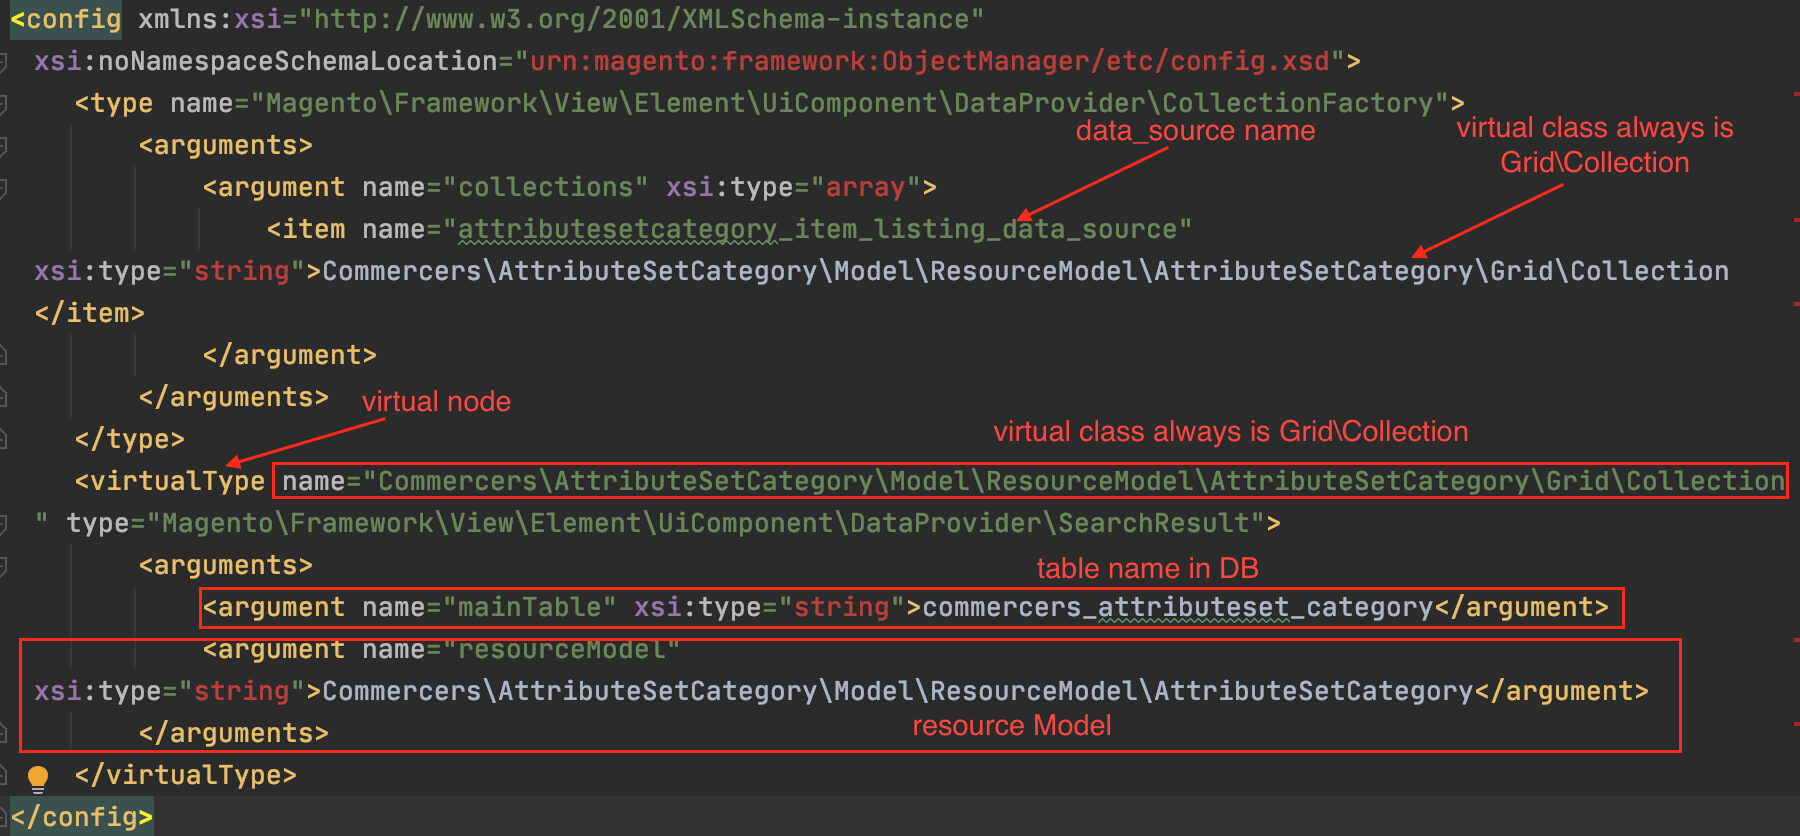 <config xmlns:xsi="http://www.w3.org/2001/XMLSchema-instance"
xsi:noNamespaceSchemaLocation="urn:magento:framework:ObjectManager/etc/config.xsd">
<type name="Magento\Framework\View\Element\UiComponent\DataProvider\CollectionFactory">
data_source name
virtual class always is
Grid\Collection
<arguments>
<argument name="collections" xsi:type="array">
<item name="attributesetcategory_item_listing_data_source"
xsi:type="string">Commercers\AttributeSetCategory\Model\ResourceModel\AttributeSetCategory\Grid\Collection
</item>
</argument>
</arguments>
virtual node
</type>
virtual class always is Grid\Collection
<virtualType name="Commercers\AttributeSetCategory\Model\ResourceModel\AttributeSetCategory\Grid\Collection
" type="Magento\Framework\View\Element\UiComponent\DataProvider\SearchResult">
<arguments>
table name in DB
<argument name="mainTable" xsi:type="string">commercers_attributeset_category</argument>
<argument name="resourceModel"
xsi:type="string">Commercers\AttributeSetCategory\Model\ResourceModel\AttributeSetCategory</argument>
resource Model
</arguments>
</virtualType>
</config>